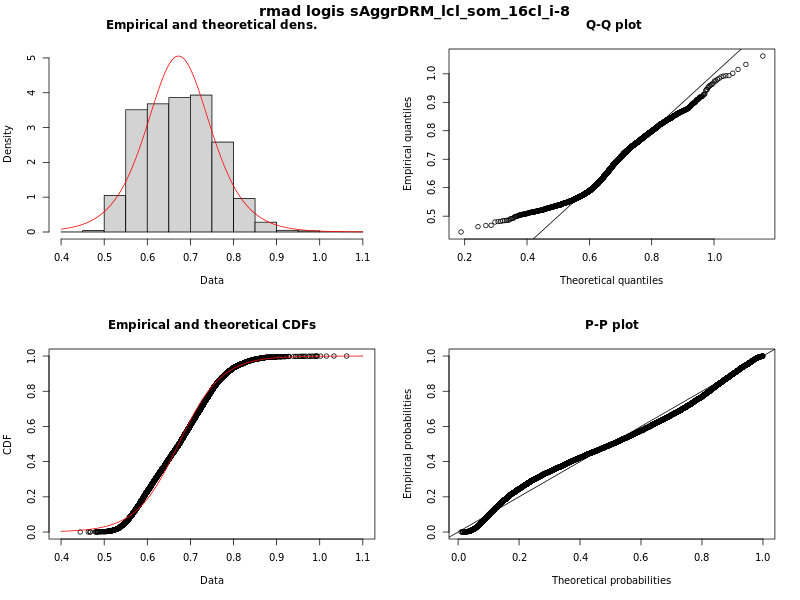 rmad logis sAggrDRM_lcl_som_16cl_i-8
Empirical and theoretical dens.
Density
0 1 2 3 4 5
0.4 0.5 0.6 0.7 0.8 0.9 1.0 1.1
Data
Q-Q plot
Empirical quantiles
0.5 0.6 0.7 0.8 0.9 1.0
0.2 0.4 0.6 0.8 1.0
Theoretical quantiles
Empirical and theoretical CDFs
CDF
0.0 0.2 0.4 0.6 0.8 1.0
0.4 0.5 0.6 0.7 0.8 0.9 1.0 1.1
Data
P-P plot
Empirical probabilities
0.0 0.2 0.4 0.6 0.8 1.0
0.0 0.2 0.4 0.6 0.8 1.0
Theoretical probabilities